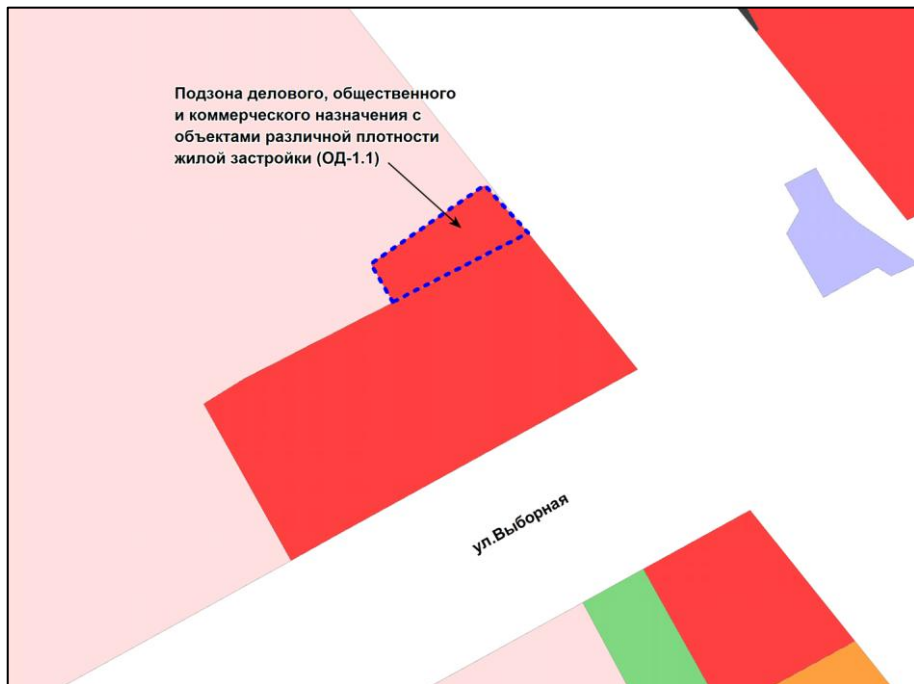 Подзона делового, общественного
и коммерческого назначения с
объектами различной плотности
жилой застройки (ОД-1.1)
ул.Выборная